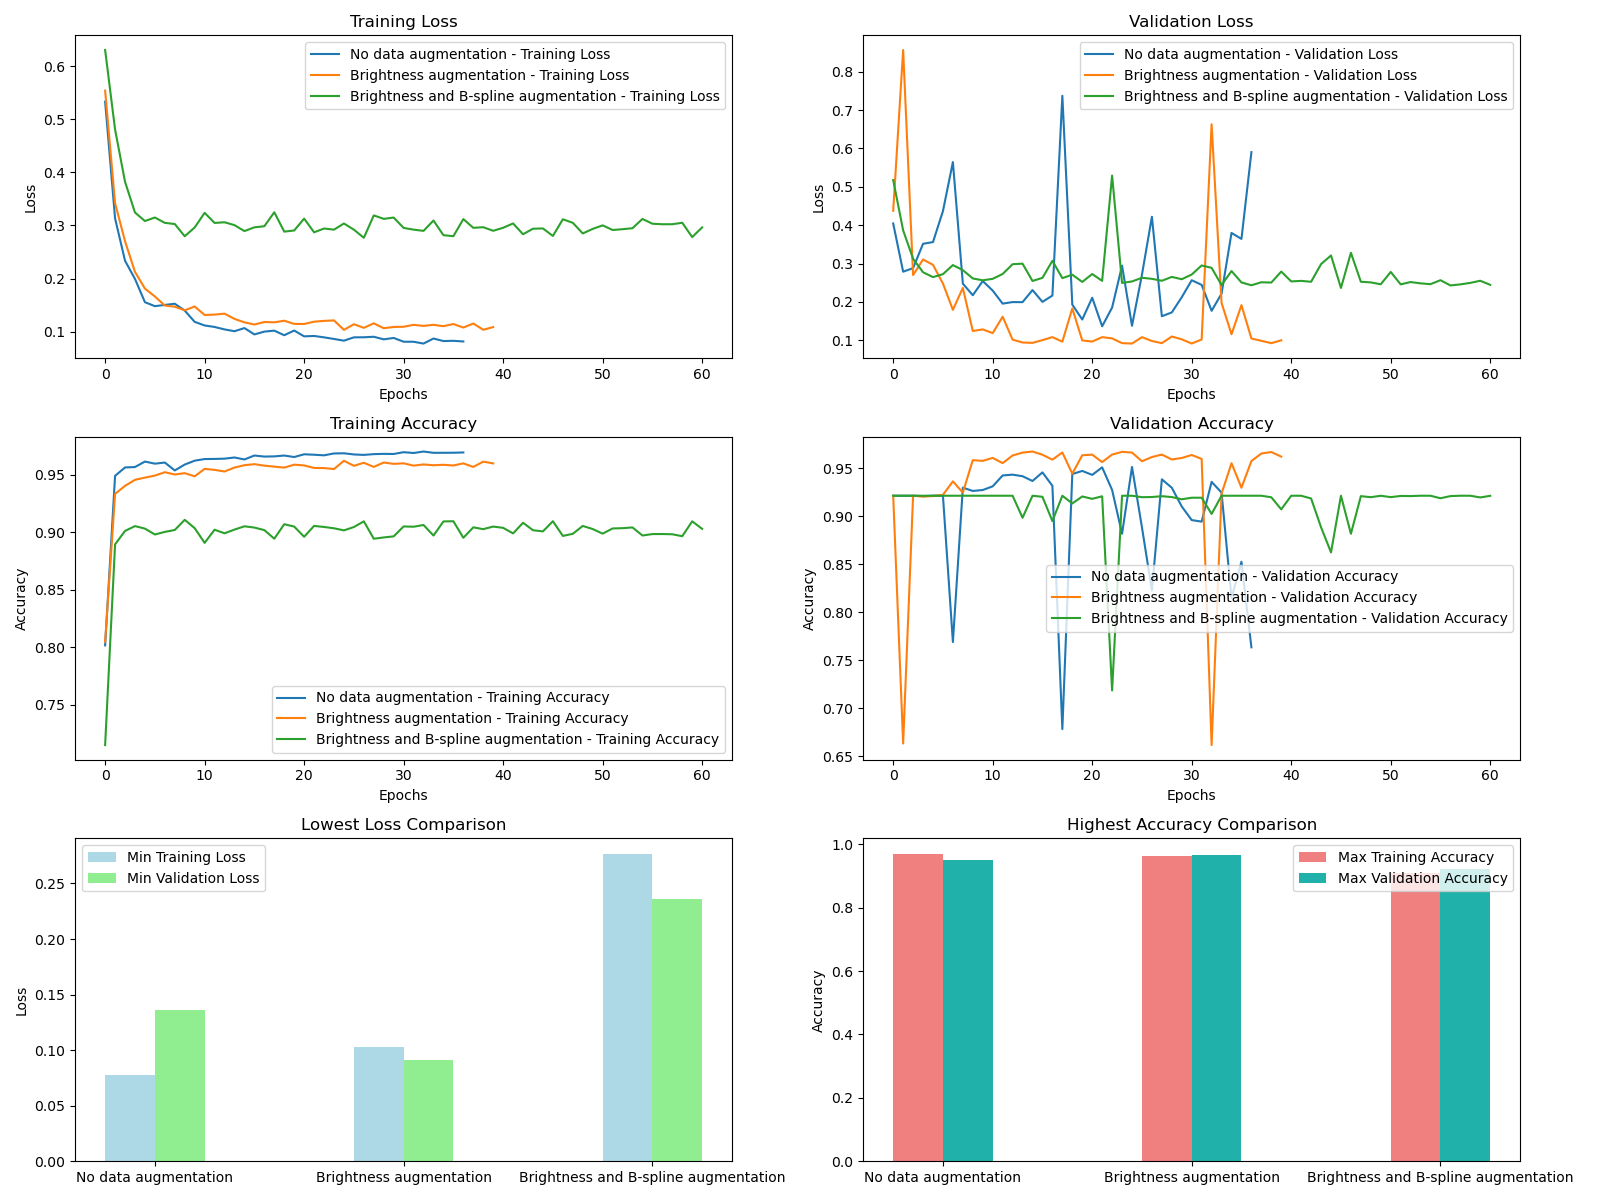 Training Loss
No data augmentation - Training Loss
Brightness augmentation - Training Loss
Brightness and B-spline augmentation - Training Loss
0.6
0.5
0.4
0.3
0.2
0.1
Loss
0 10 20 30 40 50 60
Epochs
Validation Loss
No data augmentation - Validation Loss
Brightness augmentation - Validation Loss
Brightness and B-spline augmentation - Validation Loss
0.8
0.7
0.6
0.5
0.4
0.3
0.2
0.1
Loss
0 10 20 30 40 50 60
Epochs
Training Accuracy
0.95
0.90
0.85
0.80
0.75
Accuracy
No data augmentation - Training Accuracy
Brightness augmentation - Training Accuracy
Brightness and B-spline augmentation - Training Accuracy
0 10 20 30 40 50 60
Epochs
Validation Accuracy
0.95
0.90
0.85
0.80
0.75
0.70
0.65
Accuracy
No data augmentation - Validation Accuracy
Brightness augmentation - Validation Accuracy
Brightness and B-spline augmentation - Validation Accuracy
0 10 20 30 40 50 60
Epochs
Lowest Loss Comparison
Min Training Loss
Min Validation Loss
0.25
0.20
0.15
0.10
0.05
0.00
Loss
No data augmentation Brightness augmentation Brightness and B-spline augmentation
Highest Accuracy Comparison
Max Training Accuracy
Max Validation Accuracy
1.0
0.8
0.6
0.4
0.2
0.0
Accuracy
No data augmentation Brightness augmentation Brightness and B-spline augmentation